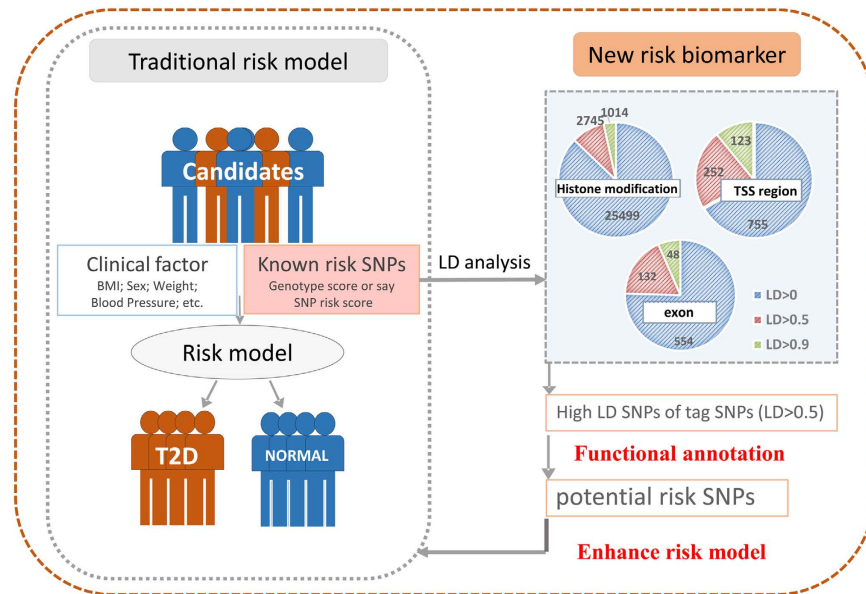 Traditional risk model
Candidates
Clinical factor
BMI; Sex; Weight;
Blood Pressure; etc.
Known risk SNPs
Genotype score or say
SNP risk score
Risk model
T2D
NORMAL
LD analysis
New risk biomarker
1014
2745
Histone modification
25499
123
252
TSS region
755
48
132
exon
554
LD>0
LD>0.5
LD>0.9
High LD SNPs of tag SNPs (LD>0.5)
Functional annotation
potential risk SNPs
Enhance risk model